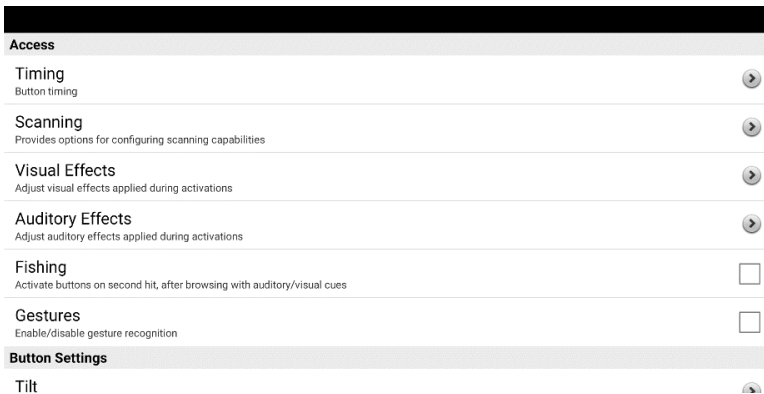 Access
Timing
Button timing
Scanning
Provides options for configuring scanning capabilities
Visual Effects
Adjust visual effects applied during activations
Auditory Effects
Adjust auditory effects applied during activations
Fishing
Activate buttons on second hit, after browsing with auditory/visual cues
Gestures
Enable/disable gesture recognition
Button Settings
Tilt